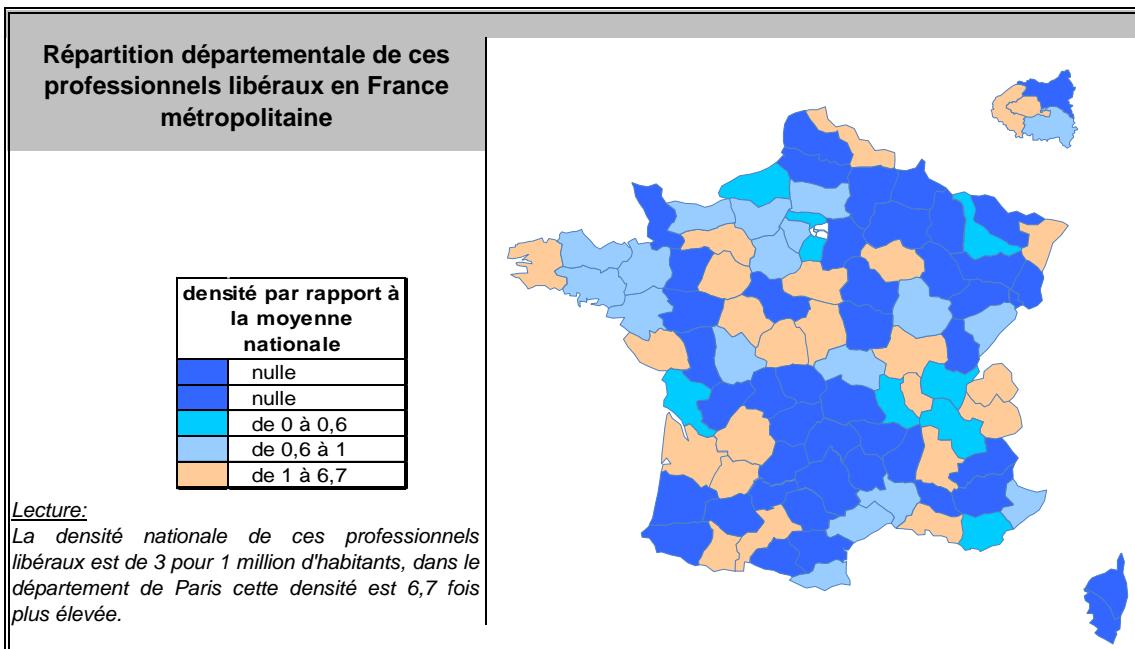 Répartition départementale de ces
professionnels libéraux en France
métropolitaine
densité par rapport à
la moyenne
nationale
nulle
nulle
de 0 à 0,6
de 0,6 à 1
de 1 à 6,7
Lecture:
La densité nationale de ces professionnels
libéraux est de 3 pour 1 million d'habitants, dans le
département de Paris cette densité est 6,7 fois
plus élevée.